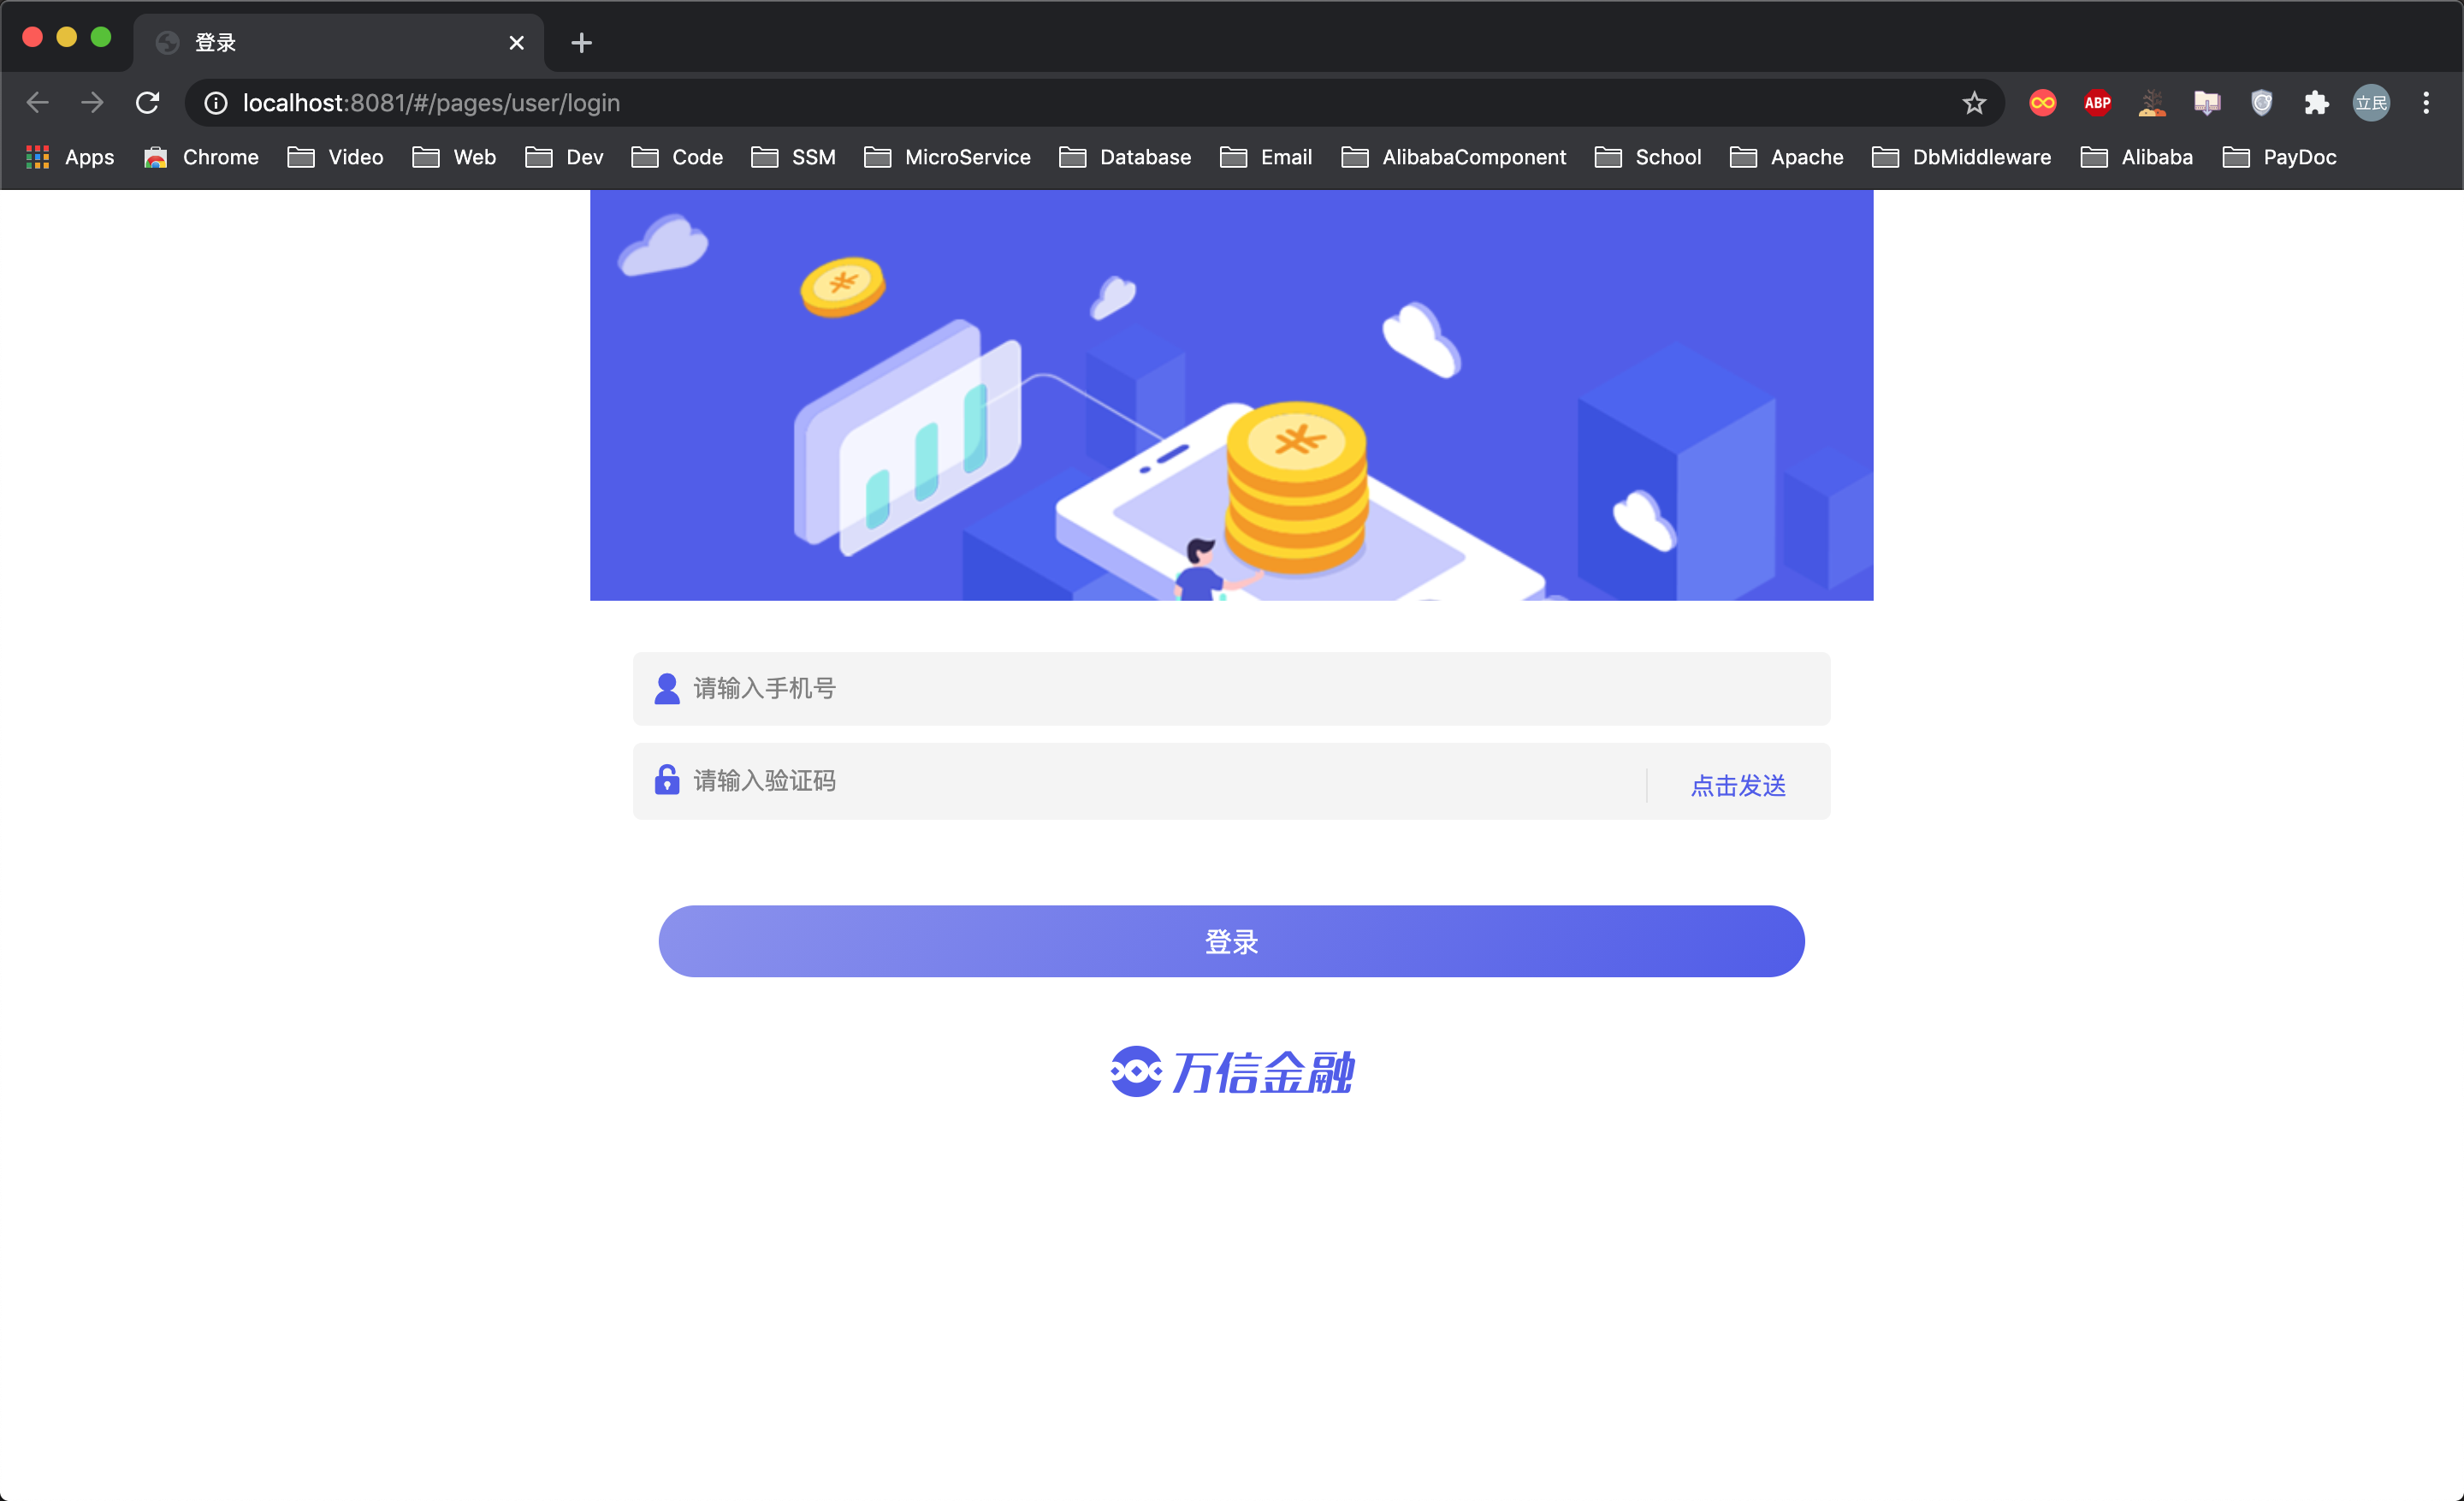 登录
localhost:8081/#/pages/user/login
ABP
立民
Apps Chrome Video Web Dev Code SSM MicroService Database Email AlibabaComponent School Apache DbMiddleware Alibaba PayDoc
请输入手机号
请输入验证码 点击发送
登录
万信金融